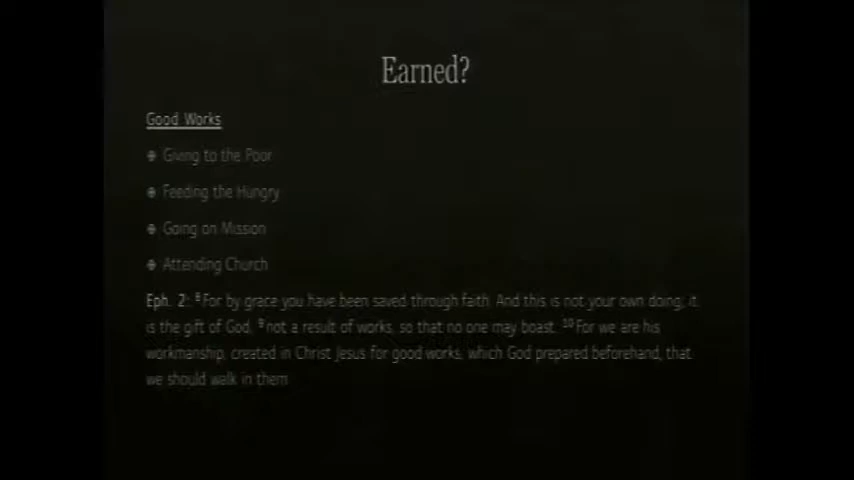 Earned?
Good Works
Giving to the Poor
Feeding the Hungry
Going on Mission
Attending Church
Eph. 2: 8For by grace you have been saved through faith. And this is not your own doing; it
is the gift of God, 9not a result of works, so that no one may boast. 10For we are his
workmanship, created in Christ Jesus for good works, which God prepared beforehand, that
we should walk in them